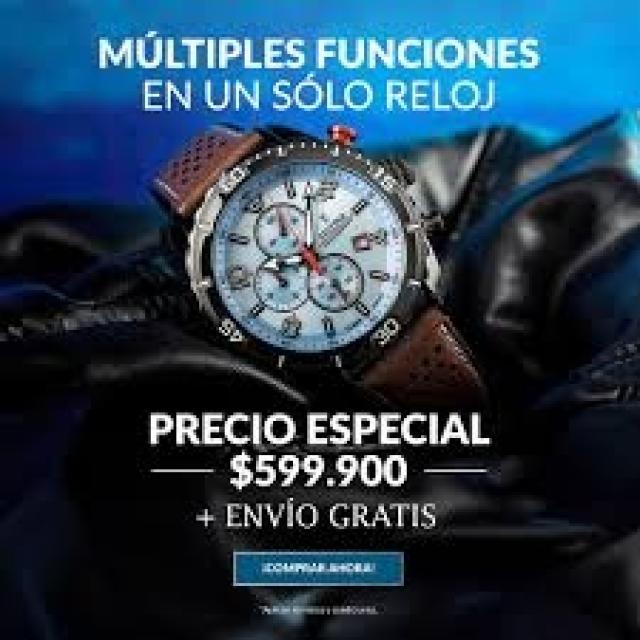 MÚLTIPLES FUNCIONES
EN UN SÓLO RELOJ
PRECIO ESPECIAL
$599.900
+ ENVÍO GRATIS
¡COMPRAR AHORA!